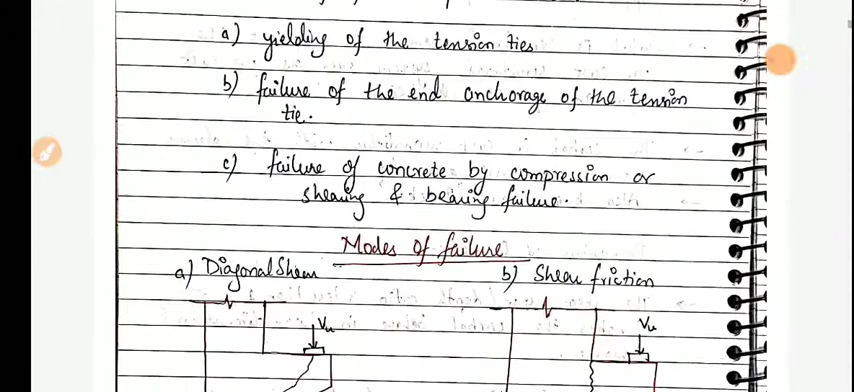 a) yielding of the tension ties
b) failure of the end anchorage of the tension
tie.
c) failure of concrete by compression or
shearing & bearing failure.
Modes of failure
a) Diagonal Shear
b) Shear friction
Vu
Vu